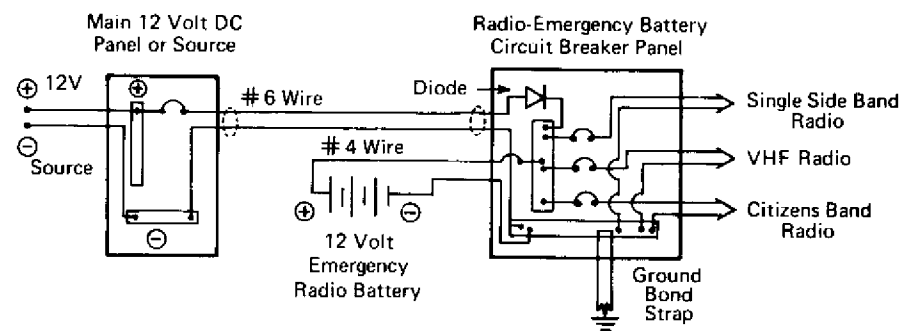 Main 12 Volt DC
Panel or Source
Radio-Emergency Battery
Circuit Breaker Panel
⊕ 12V
⊕
# 6 Wire
Diode
Single Side Band
Radio
⊖
Source
# 4 Wire
VHF Radio
⊕
⊖
Citizens Band
Radio
⊖
12 Volt
Emergency
Radio Battery
Ground
Bond
Strap